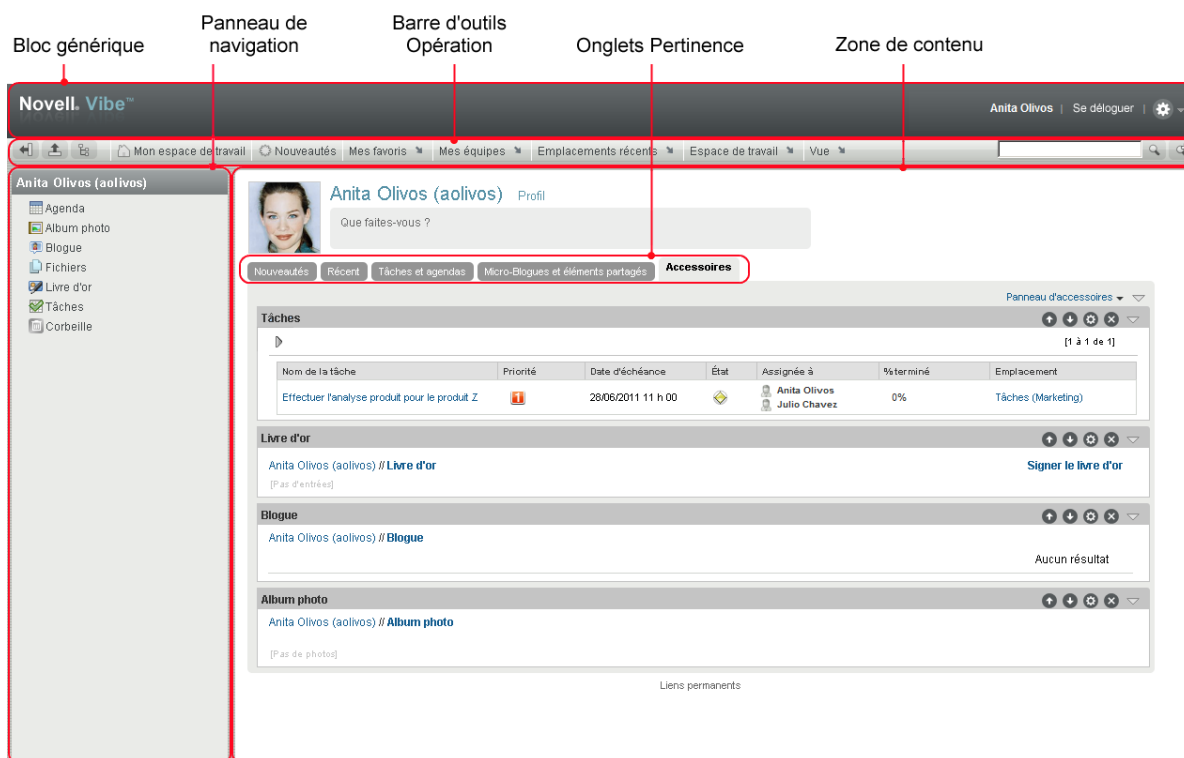 Bloc générique
Panneau de
navigation
Barre d'outils
Opération
Onglets Pertinence
Zone de contenu
Novell. Vibe™
Anita Olivos | Se déloguer |
Mon espace de travail
Nouveautés
Mes favoris
Mes équipes
Emplacements récents
Espace de travail
Vue
Anita Olivos (aolivos)
Agenda
Album photo
Blogue
Fichiers
Livre d'or
Tâches
Corbeille
Anita Olivos (aolivos) Profil
Que faites-vous ?
Nouveautés
Récent
Tâches et agendas
Micro-Blogues et éléments partagés
Accessoires
Panneau d'accessoires
Tâches
[1 à 1 de 1]
Nom de la tâche Priorité Date d'échéance État Assignée à %terminé Emplacement
Effectuer l'analyse produit pour le produit Z 28/06/2011 11 h 00 Anita Olivos 0% Tâches (Marketing)
Julio Chavez
Livre d'or
Anita Olivos (aolivos) // Livre d'or Signer le livre d'or
[Pas d'entrées]
Blogue
Anita Olivos (aolivos) // Blogue
Aucun résultat
Album photo
Anita Olivos (aolivos) // Album photo
[Pas de photos]
Liens permanents